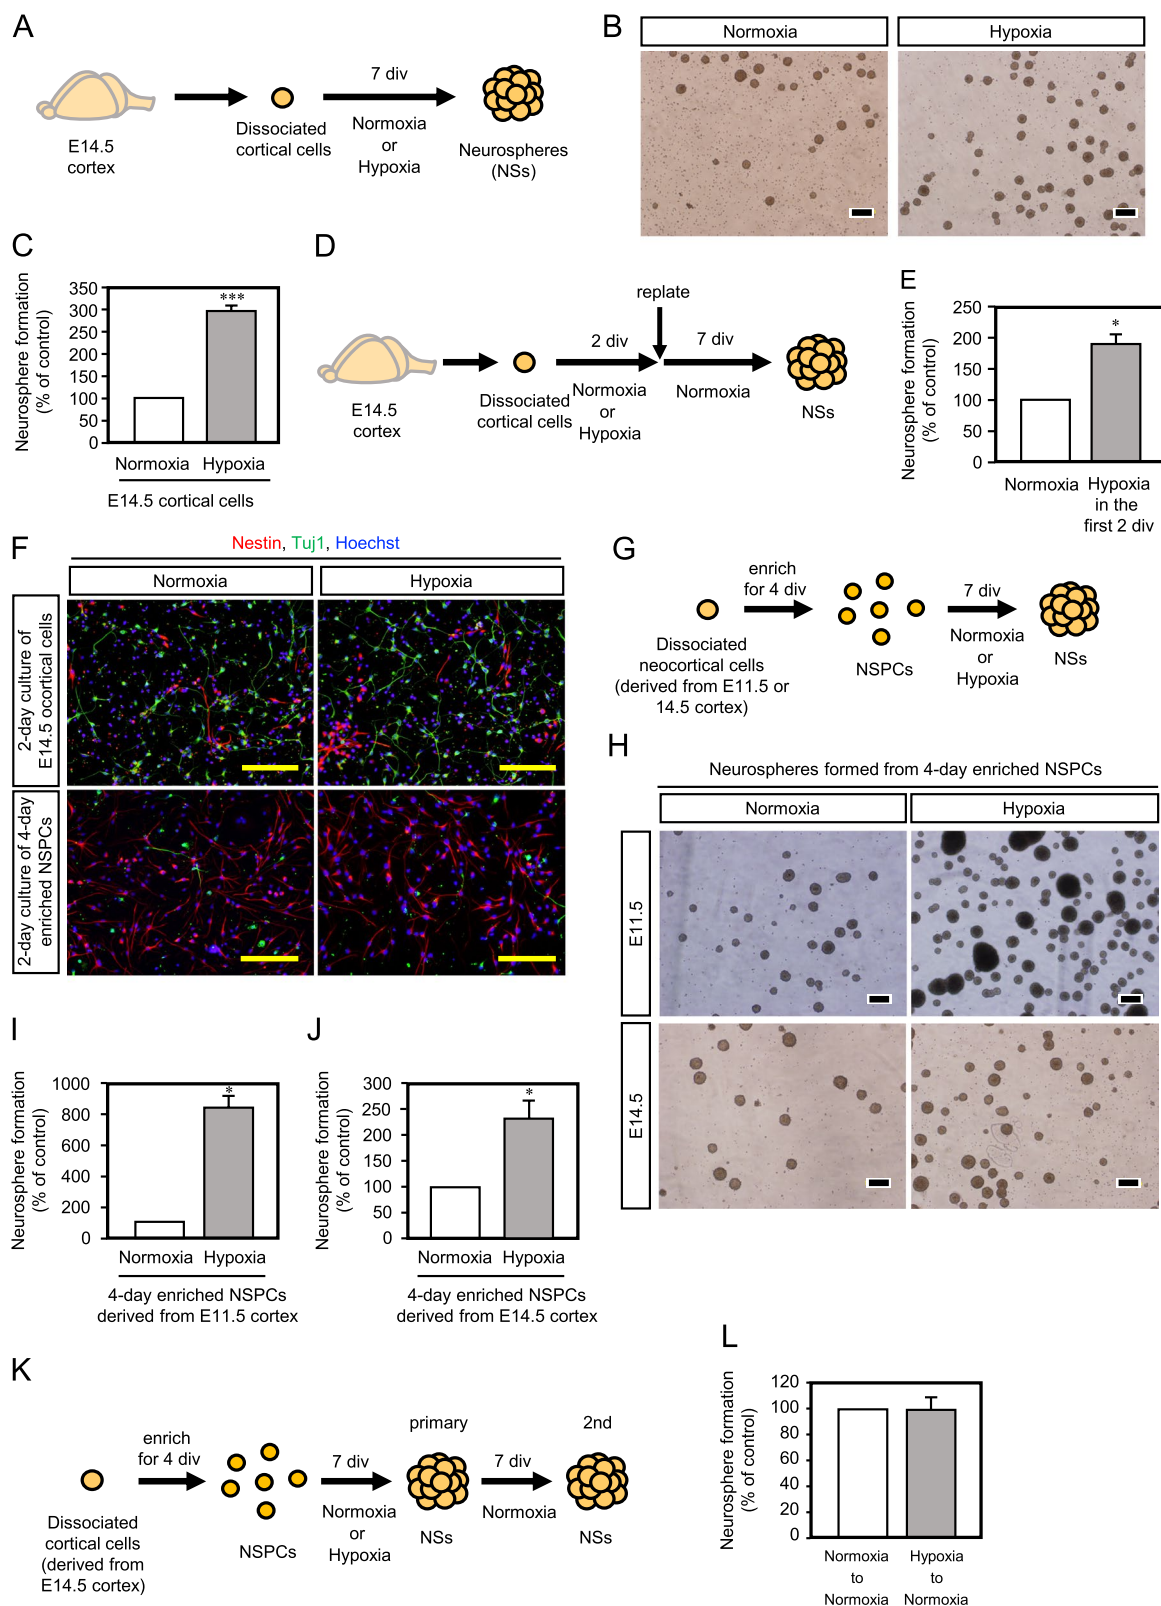 A
E14.5
cortex
Dissociated
cortical cells
7 div
Normoxia
or
Hypoxia
Neurospheres
(NSs)
B
Normoxia
Hypoxia
C
Neurosphere formation
(% of control)
350
300
250
200
150
100
50
0
***
Normoxia
Hypoxia
E14.5 cortical cells
D
E14.5
cortex
Dissociated
cortical cells
2 div
Normoxia
or
Hypoxia
replate
7 div
Normoxia
NSs
E
Neurosphere formation
(% of control)
250
200
150
100
50
0
*
Normoxia
Hypoxia
in the
first 2 div
F
Nestin, Tuj1, Hoechst
Normoxia
Hypoxia
2-day culture of
E14.5 ocortical cells
2-day culture of 4-day
enriched NSPCs
G
Dissociated
neocortical cells
(derived from E11.5 or
14.5 cortex)
enrich
for 4 div
NSPCs
7 div
Normoxia
or
Hypoxia
NSs
H
Neurospheres formed from 4-day enriched NSPCs
Normoxia
Hypoxia
E11.5
E14.5
I
Neurosphere formation
(% of control)
1000
800
600
400
200
0
*
Normoxia
Hypoxia
4-day enriched NSPCs
derived from E11.5 cortex
J
Neurosphere formation
(% of control)
300
250
200
150
100
50
0
*
Normoxia
Hypoxia
4-day enriched NSPCs
derived from E14.5 cortex
K
Dissociated
cortical cells
(derived from
E14.5 cortex)
enrich
for 4 div
NSPCs
7 div
Normoxia
or
Hypoxia
primary
NSs
7 div
Normoxia
2nd
NSs
L
Neurosphere formation
(% of control)
120
100
80
60
40
20
0
Normoxia
to
Normoxia
Hypoxia
to
Normoxia